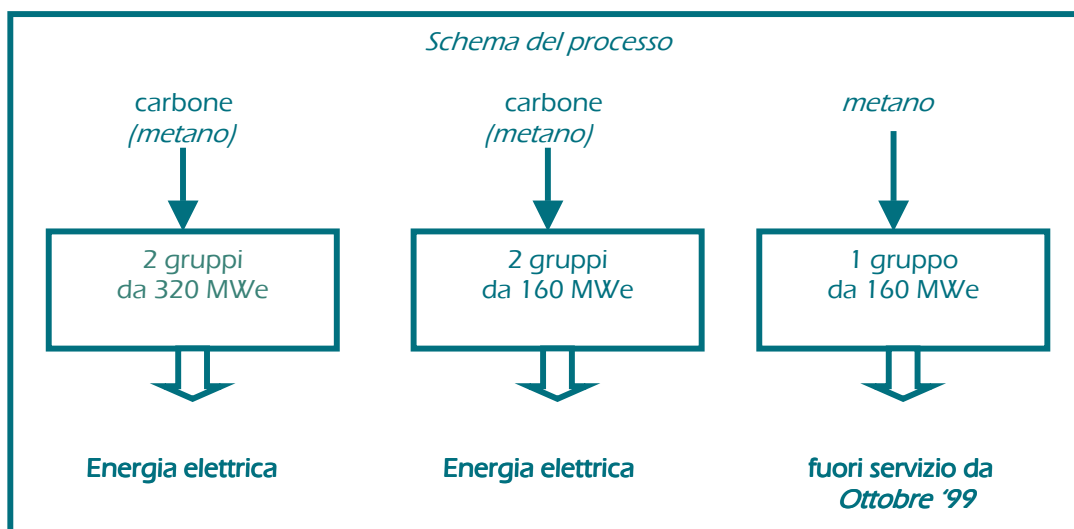 Schema del processo
carbone
(metano)
2 gruppi
da 320 MWe
Energia elettrica
carbone
(metano)
2 gruppi
da 160 MWe
Energia elettrica
metano
1 gruppo
da 160 MWe
fuori servizio da
Ottobre '99